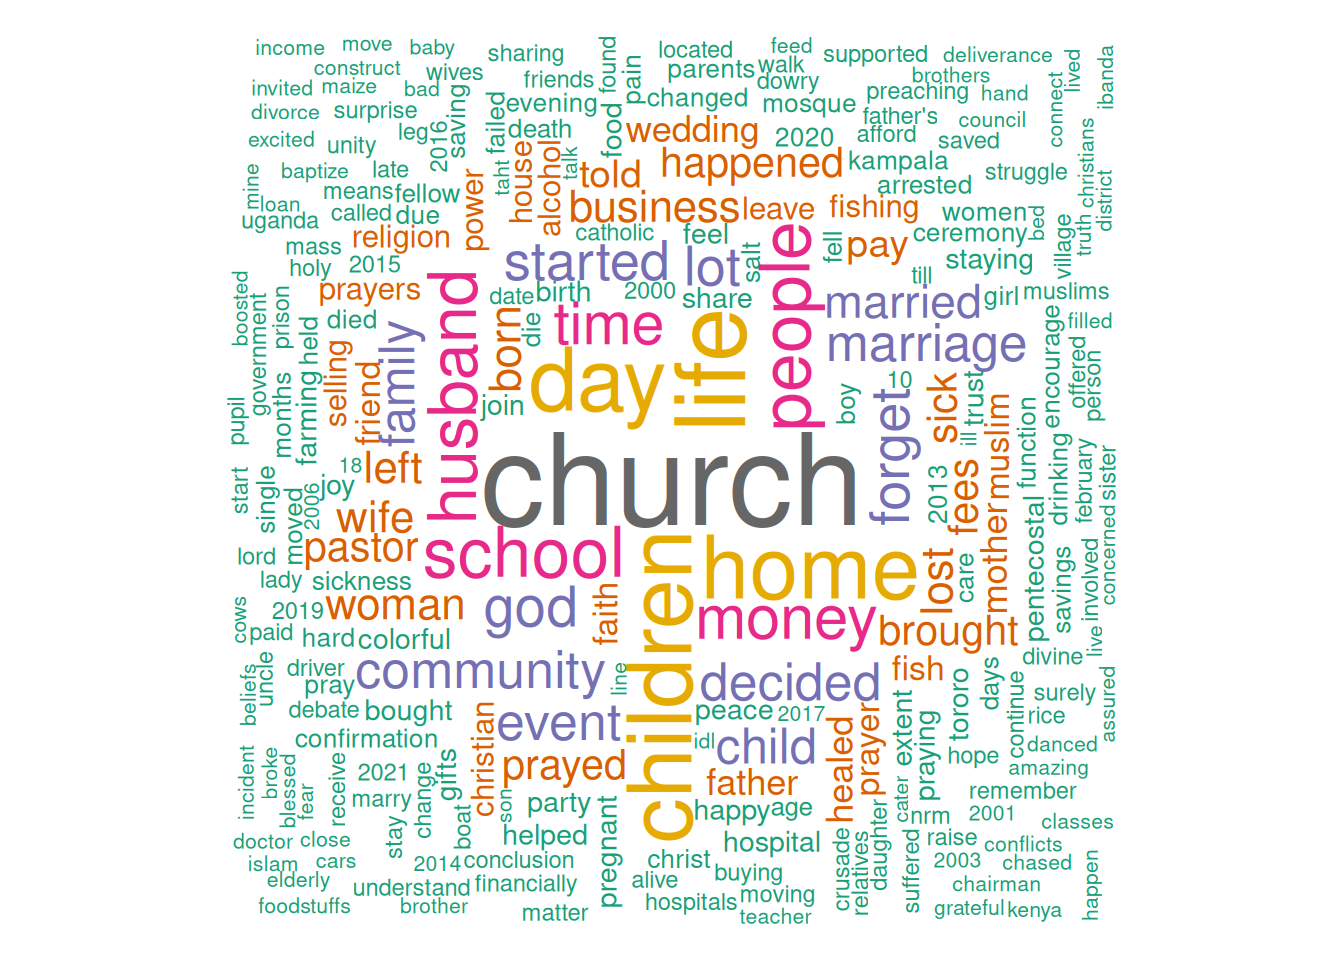 income
move
baby
sharing
found
located
feed
supported
deliverance
lived
ibanda
construct
wives
friends
pain
parents
walk
brothers
connect
invited
maize
bad
saving
evening
changed
dowry
mosque
preaching
hand
divorce
surprise
leg
2016
failed
death
food
wedding
2020
father's
council
excited
unity
taht
talk
told
happened
afford
saved
christians
mine
baptize
late
power
house
alcohol
kampala
arrested
struggle
loan
means
fellow
business
leave
fishing
women
bed
truth
district
uganda
called
due
religion
catholic
feel
salt
people
fell
pay
ceremony
village
mass
started
lot
till
staying
holy
2015
prayers
date
birth
2000
share
married
girl
muslims
boosted
government
prison
held
died
family
husband
born
die
time
life
marriage
encourage
filled
offered
person
selling
friend
day
10
sick
trust
pupil
months
farming
join
boy
forget
ill
muslim
function
drinking
february
sister
start
single
moved
2006
18
joy
left
church
2013
fees
pentecostal
savings
involved
concerned
wife
lord
pastor
school
children
home
lost
mother
care
lady
sickness
cows
2019
woman
god
faith
money
brought
live
paid
hard
colorful
divine
beliefs
uncle
driver
pray
community
line
decided
fish
tororo
days
surely
assured
debate
bought
event
peace
2017
extent
praying
continue
rice
confirmation
christian
idl
child
healed
prayer
hope
danced
incident
broke
blessed
fear
receive
2021
gifts
prayed
father
amazing
marry
change
son
party
happy
age
cater
remember
stay
boat
helped
pregnant
hospital
daughter
nrm
2001
classes
doctor
close
raise
conflicts
islam
cars
2014
conclusion
christ
buying
crusade
relatives
suffered
2003
chased
happen
elderly
understand
financially
alive
moving
chairman
foodstuffs
brother
matter
hospitals
teacher
grateful
kenya